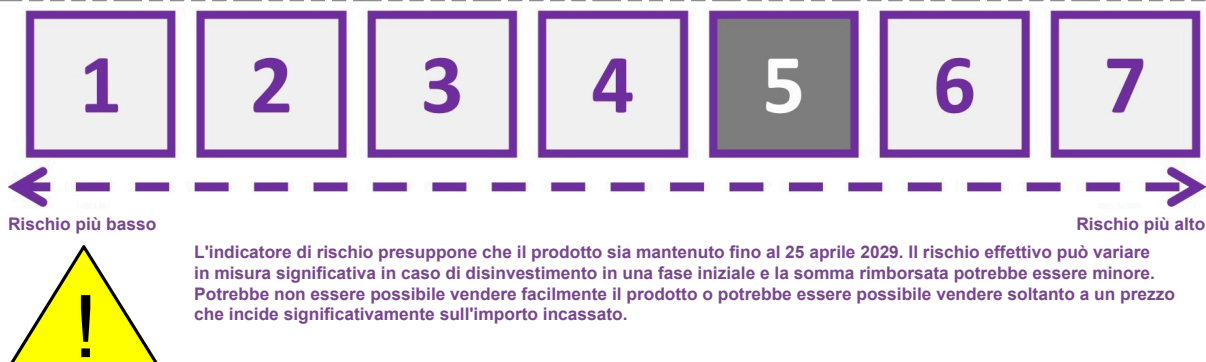 1 2 3 4 5 6 7
Rischio più basso Rischio più alto
L'indicatore di rischio presuppone che il prodotto sia mantenuto fino al 25 aprile 2029. Il rischio effettivo può variare
in misura significativa in caso di disinvestimento in una fase iniziale e la somma rimborsata potrebbe essere minore.
Potrebbe non essere possibile vendere facilmente il prodotto o potrebbe essere possibile vendere soltanto a un prezzo
che incide significativamente sull'importo incassato.
!